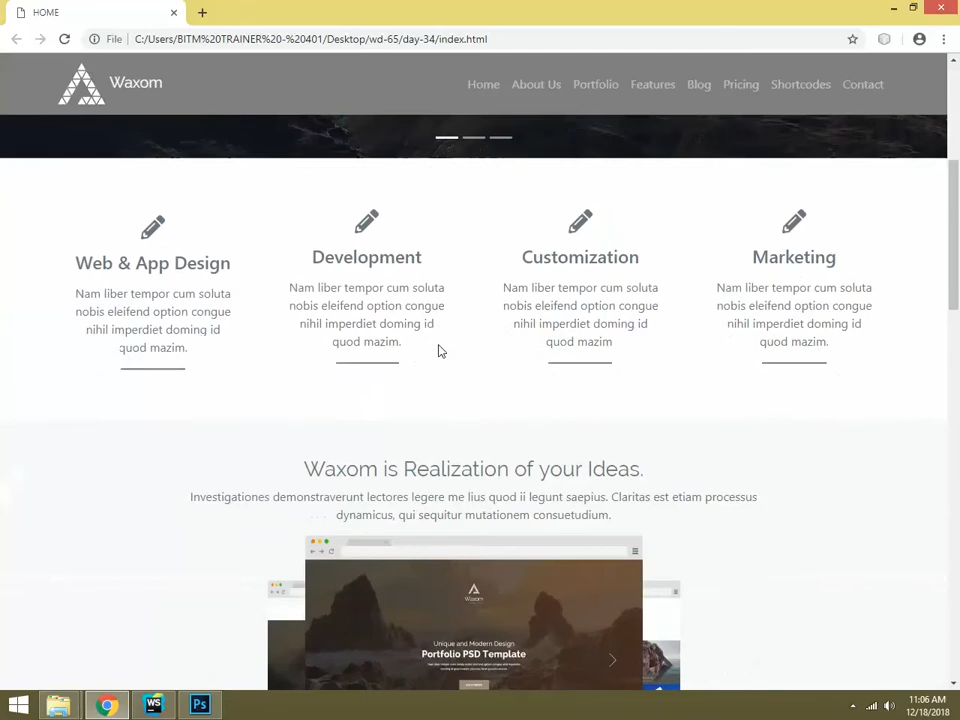 HOME
File
C:/Users/BITM%20TRAINER%20-%20401/Desktop/wd-65/day-34/index.html
Waxom
Home About Us Portfolio Features Blog Pricing Shortcodes Contact
Web & App Design
Nam liber tempor cum soluta
nobis eleifend option congue
nihil imperdiet doming id
quod mazim.
Development
Nam liber tempor cum soluta
nobis eleifend option congue
nihil imperdiet doming id
quod mazim.
Customization
Nam liber tempor cum soluta
nobis eleifend option congue
nihil imperdiet doming id
quod mazim
Marketing
Nam liber tempor cum soluta
nobis eleifend option congue
nihil imperdiet doming id
quod mazim.
Waxom is Realization of your Ideas.
Investigationes demonstraverunt lectores legere me lius quod ii legunt saepius. Claritas est etiam processus
dynamicus, qui sequitur mutationem consuetudium.
Waxom
Unique and Modern Design
Portfolio PSD Template
WS
Ps
11:06 AM
12/18/2018